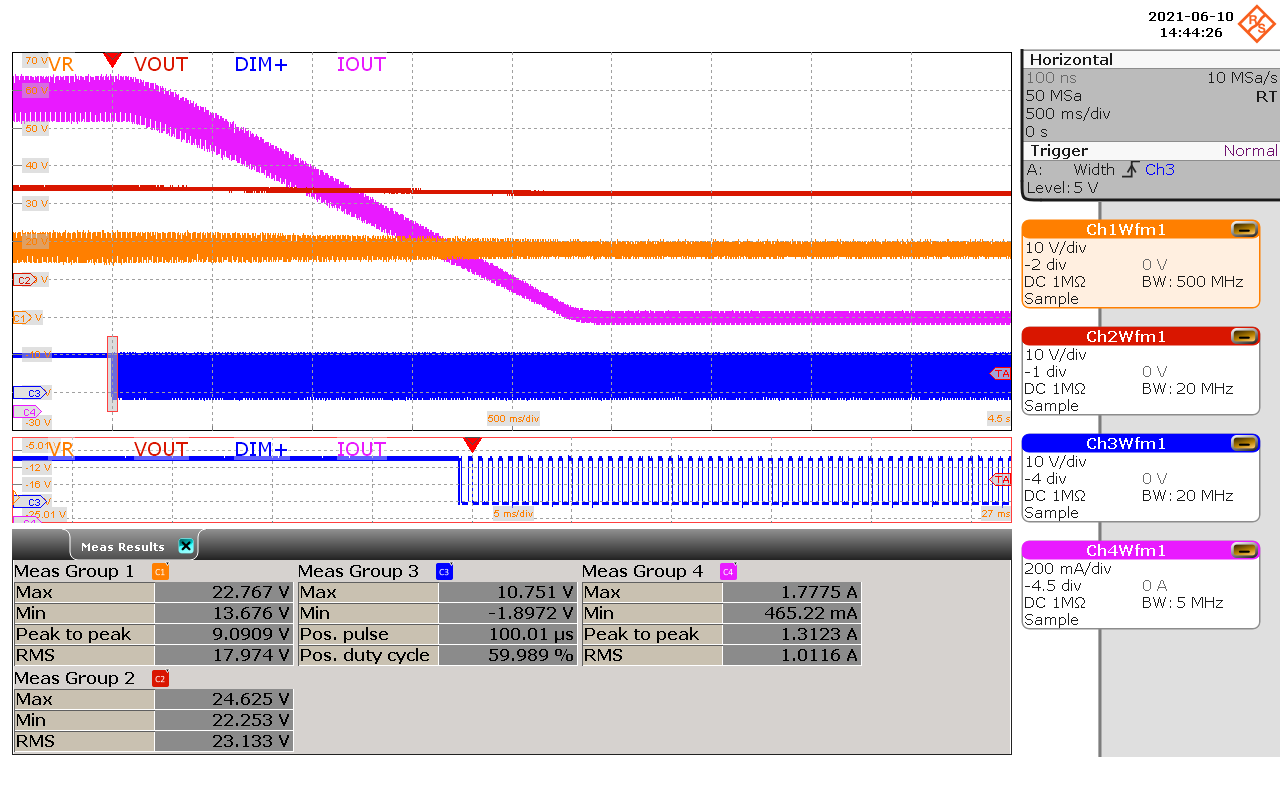 2021-06-10
14:44:26
R S
70 V
VR VOUT DIM+ IOUT
60 V
50 V
40 V
30 V
20 V
C2
C1 V
-10 V
C3
C4
-30 V
TA
500 ms/div
4.5 s
-5.01
VR VOUT DIM+ IOUT
-12 V
-16 V
C3
TA
-25.01 V
5 ms/div
27 ms
Horizontal
100 ns 10 MSa/s
50 MSa RT
500 ms/div
0 s
Trigger Normal
A: Width Ch3
Level: 5 V
Ch1Wfm1
10 V/div
-2 div 0 V
DC 1MΩ BW: 500 MHz
Sample
Ch2Wfm1
10 V/div
-1 div 0 V
DC 1MΩ BW: 20 MHz
Sample
Ch3Wfm1
10 V/div
-4 div 0 V
DC 1MΩ BW: 20 MHz
Sample
Ch4Wfm1
200 mA/div
-4.5 div 0 A
DC 1MΩ BW: 5 MHz
Sample
Meas Results
Meas Group 1 C1
Max 22.767 V
Min 13.676 V
Peak to peak 9.0909 V
RMS 17.974 V
Meas Group 3 C3
Max 10.751 V
Min -1.8972 V
Pos. pulse 100.01 µs
Pos. duty cycle 59.989 %
Meas Group 4 C4
Max 1.7775 A
Min 465.22 mA
Peak to peak 1.3123 A
RMS 1.0116 A
Meas Group 2 C2
Max 24.625 V
Min 22.253 V
RMS 23.133 V